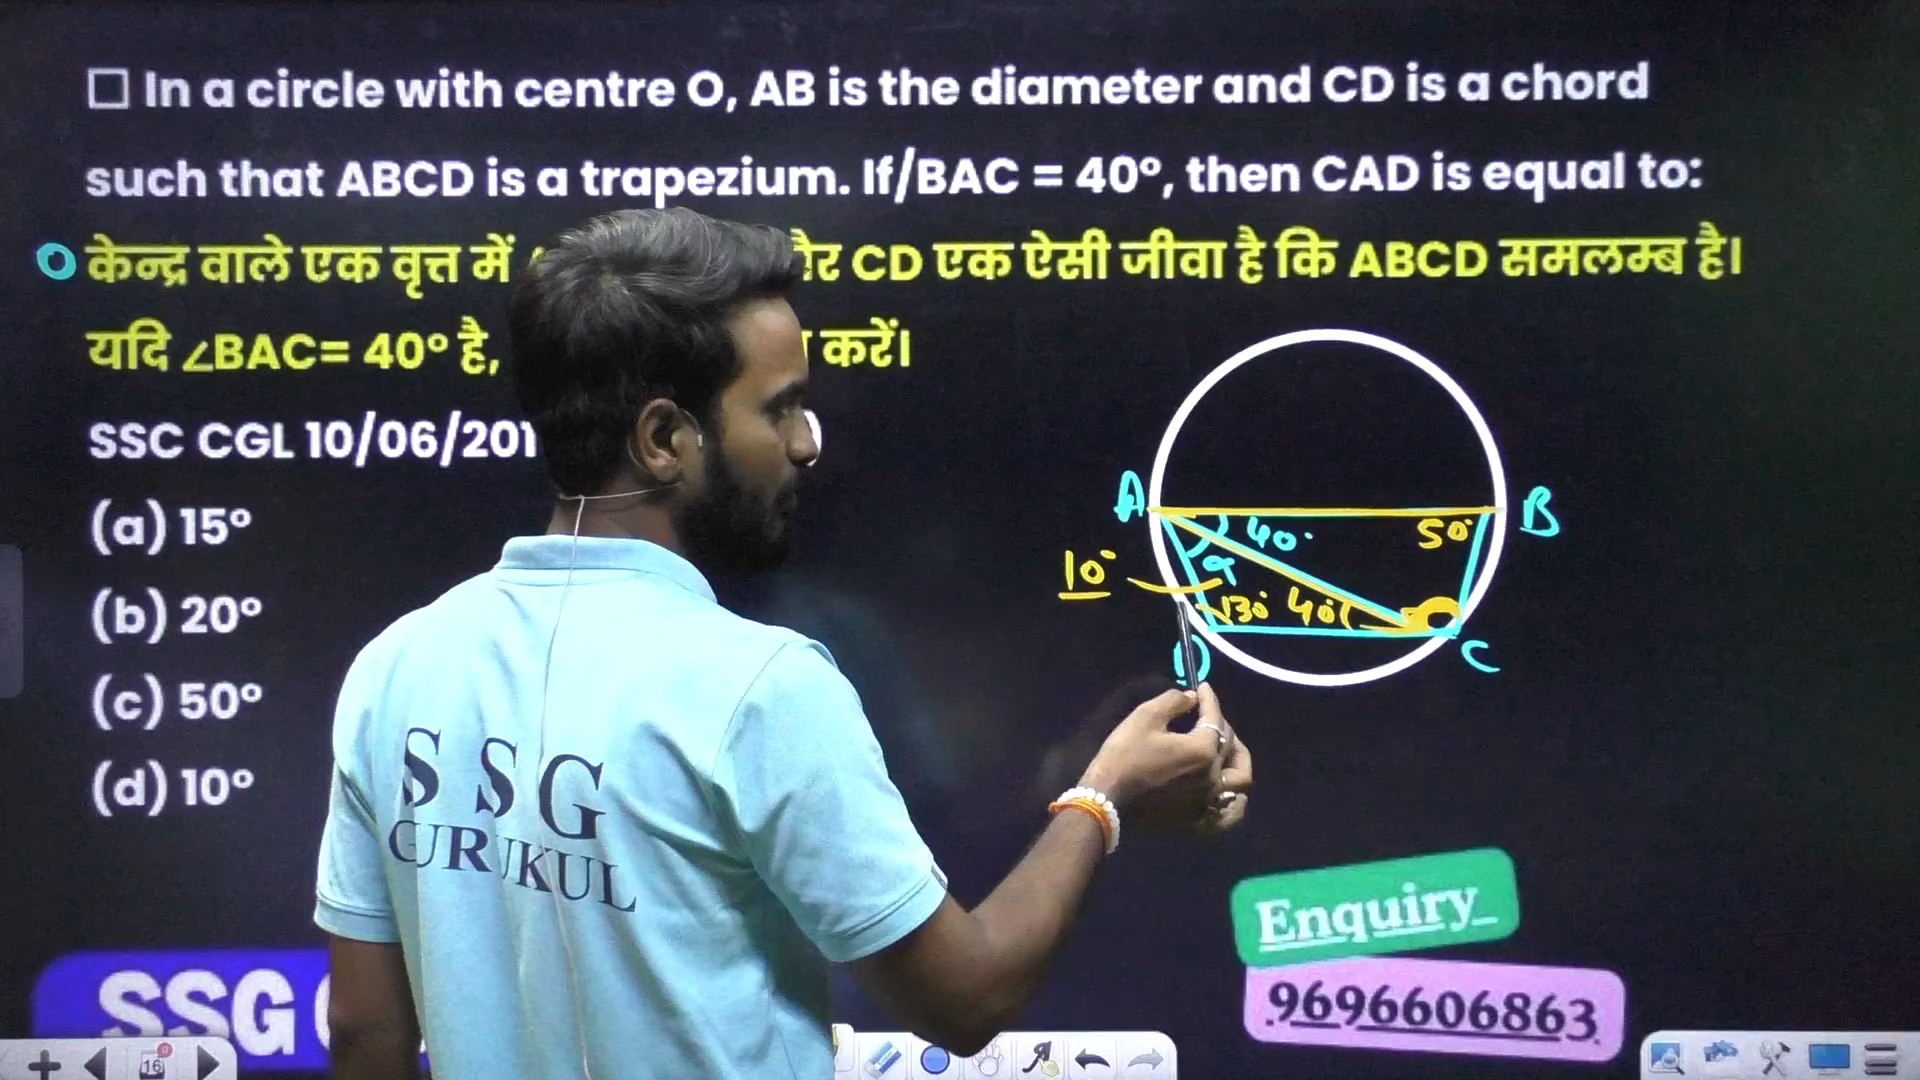 In a circle with centre O, AB is the diameter and CD is a chord
such that ABCD is a trapezium. If/BAC = 40°, then CAD is equal to:
O केन्द्र वाले एक वृत्त में CD एक ऐसी जीवा है कि ABCD समलम्ब है।
यदि ∠BAC= 40° है, करें।
SSC CGL 10/06/201
(a) 15°
(b) 20°
(c) 50°
(d) 10°
A
B
40°
50°
10°
130°
40°
D
C
S S G
GURUKUL
Enquiry
9696606863
SSG
16